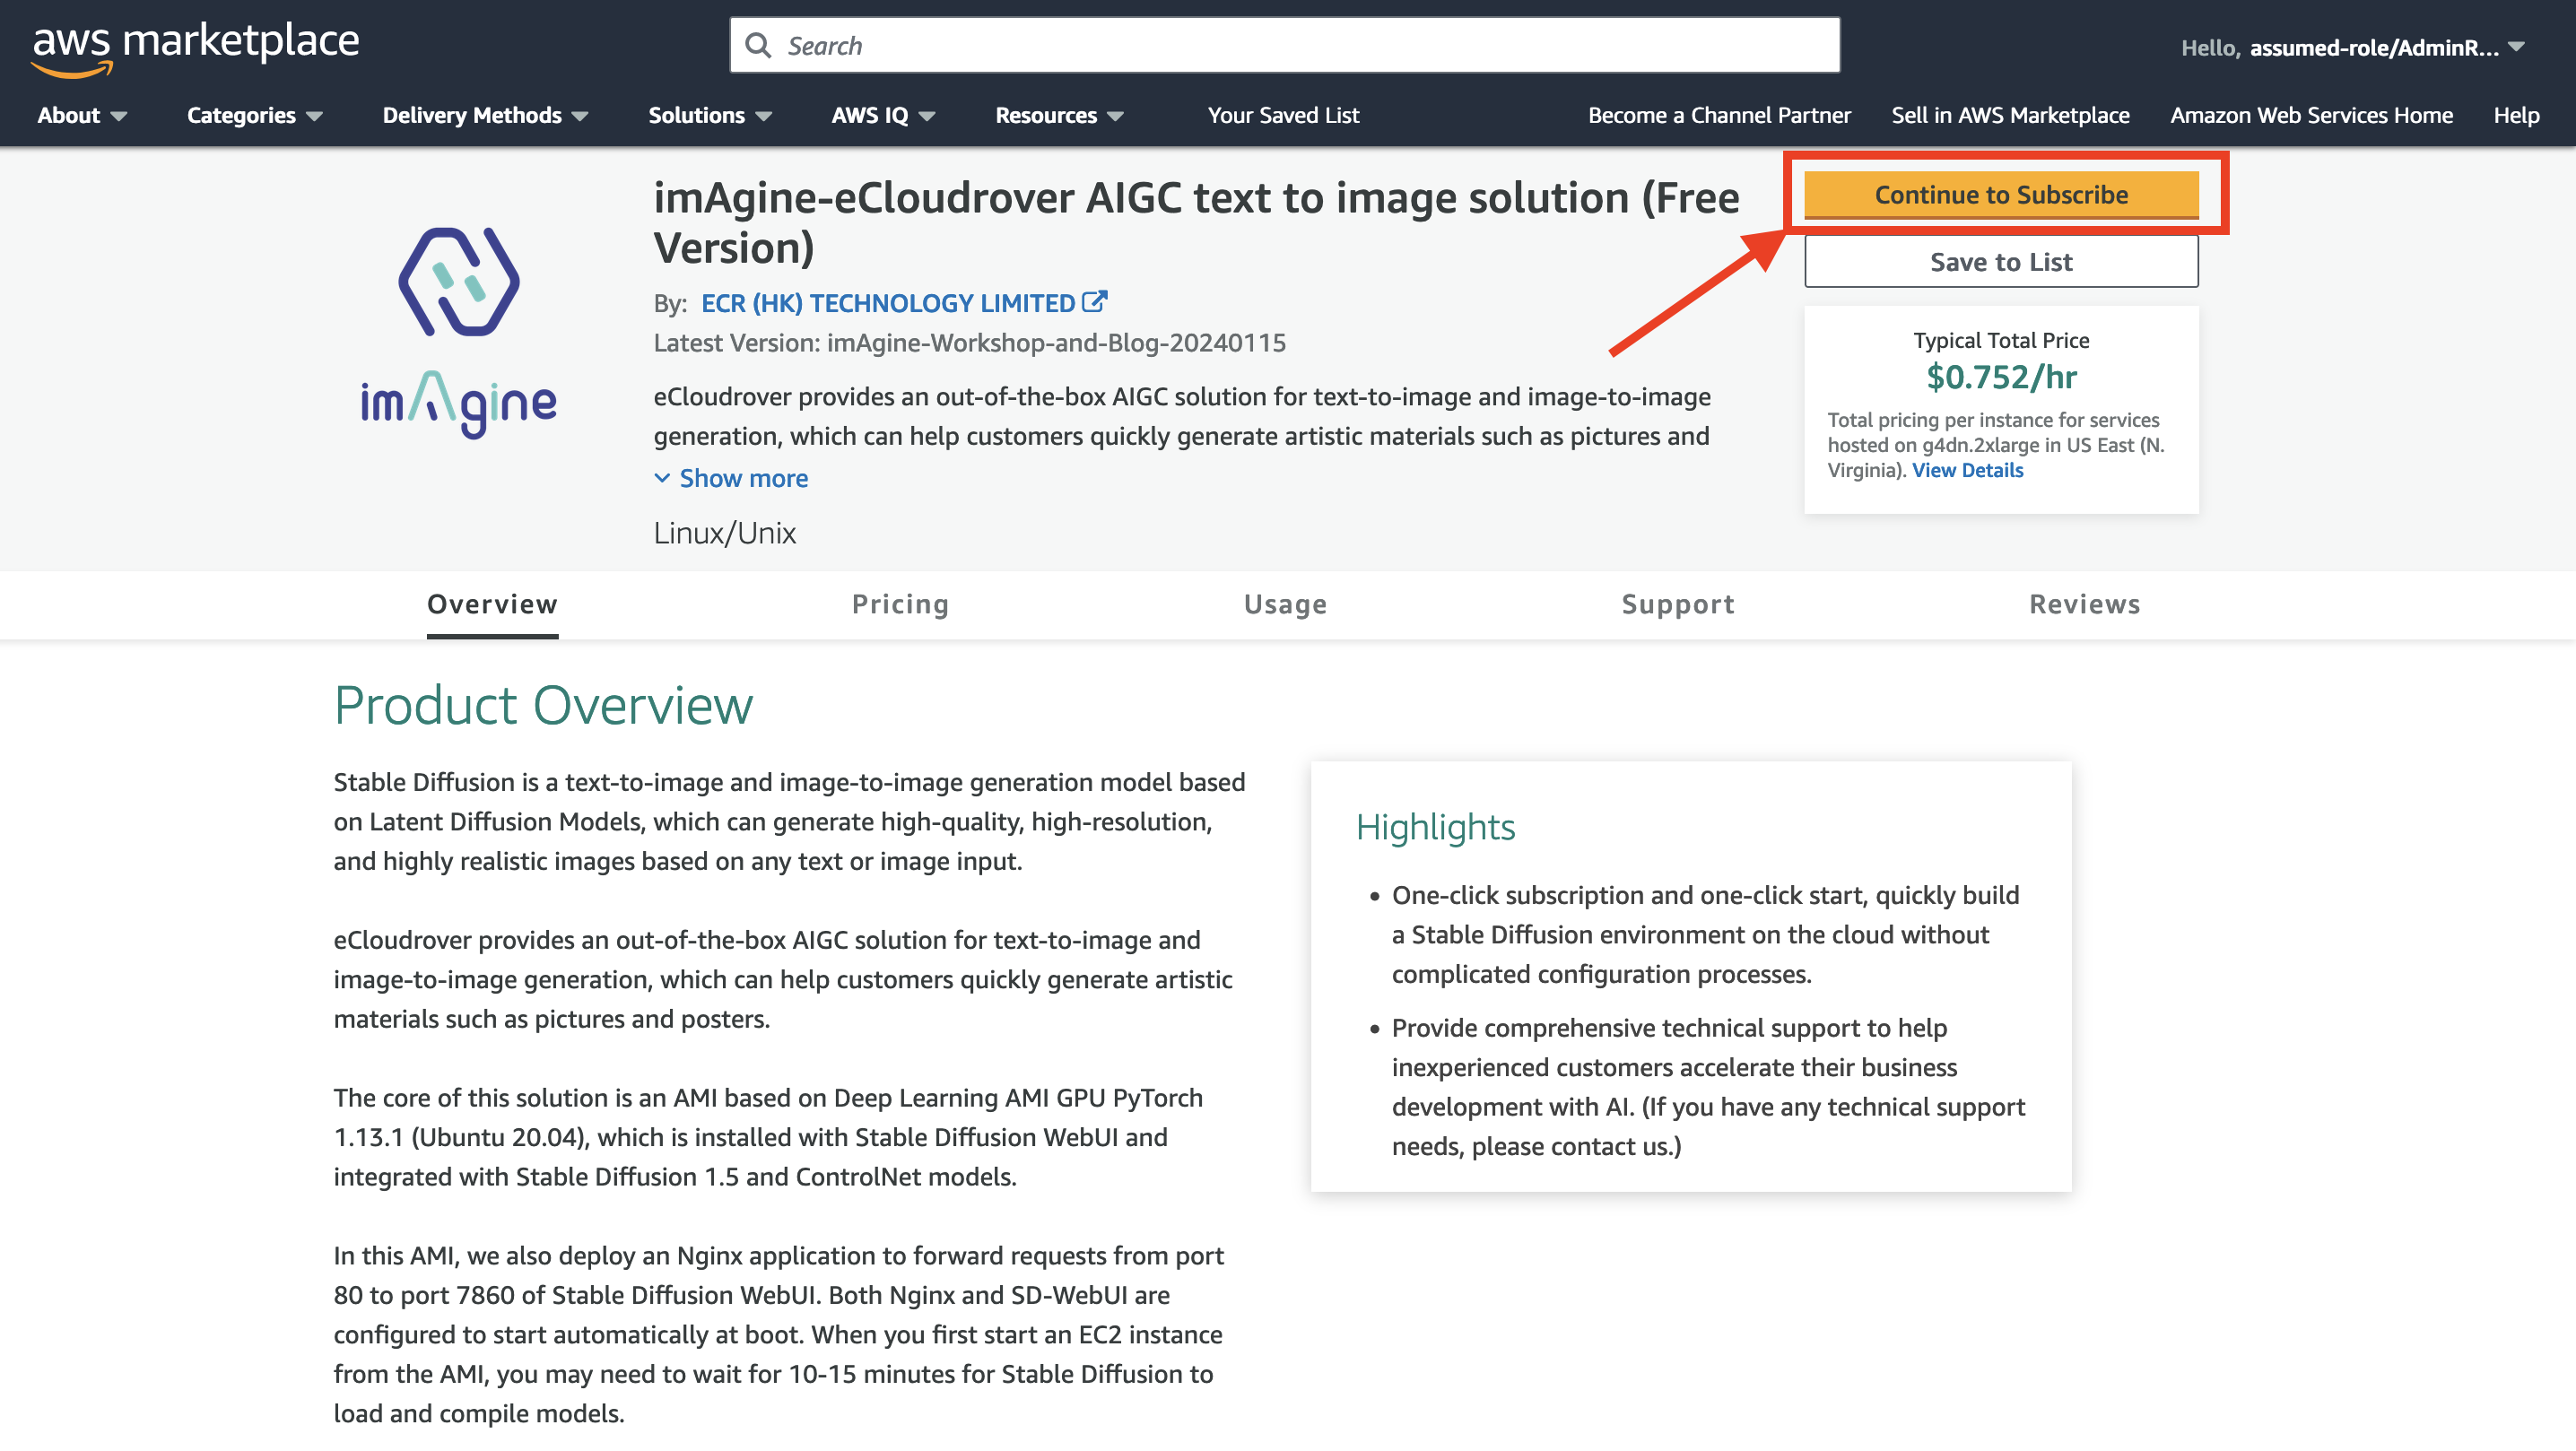 aws marketplace
Search
Hello, assumed-role/AdminR...
About
Categories
Delivery Methods
Solutions
AWS IQ
Resources
Your Saved List
Become a Channel Partner
Sell in AWS Marketplace
Amazon Web Services Home
Help
imAgine
imAgine-eCloudrover AIGC text to image solution (Free
Version)
By: ECR (HK) TECHNOLOGY LIMITED
Latest Version: imAgine-Workshop-and-Blog-20240115
eCloudrover provides an out-of-the-box AIGC solution for text-to-image and image-to-image
generation, which can help customers quickly generate artistic materials such as pictures and
Show more
Linux/Unix
Continue to Subscribe
Save to List
Typical Total Price
$0.752/hr
Total pricing per instance for services
hosted on g4dn.2xlarge in US East (N.
Virginia). View Details
Overview
Pricing
Usage
Support
Reviews
Product Overview
Stable Diffusion is a text-to-image and image-to-image generation model based
on Latent Diffusion Models, which can generate high-quality, high-resolution,
and highly realistic images based on any text or image input.
eCloudrover provides an out-of-the-box AIGC solution for text-to-image and
image-to-image generation, which can help customers quickly generate artistic
materials such as pictures and posters.
The core of this solution is an AMI based on Deep Learning AMI GPU PyTorch
1.13.1 (Ubuntu 20.04), which is installed with Stable Diffusion WebUI and
integrated with Stable Diffusion 1.5 and ControlNet models.
In this AMI, we also deploy an Nginx application to forward requests from port
80 to port 7860 of Stable Diffusion WebUI. Both Nginx and SD-WebUI are
configured to start automatically at boot. When you first start an EC2 instance
from the AMI, you may need to wait for 10-15 minutes for Stable Diffusion to
load and compile models.
Highlights
• One-click subscription and one-click start, quickly build
a Stable Diffusion environment on the cloud without
complicated configuration processes.
• Provide comprehensive technical support to help
inexperienced customers accelerate their business
development with AI. (If you have any technical support
needs, please contact us.)